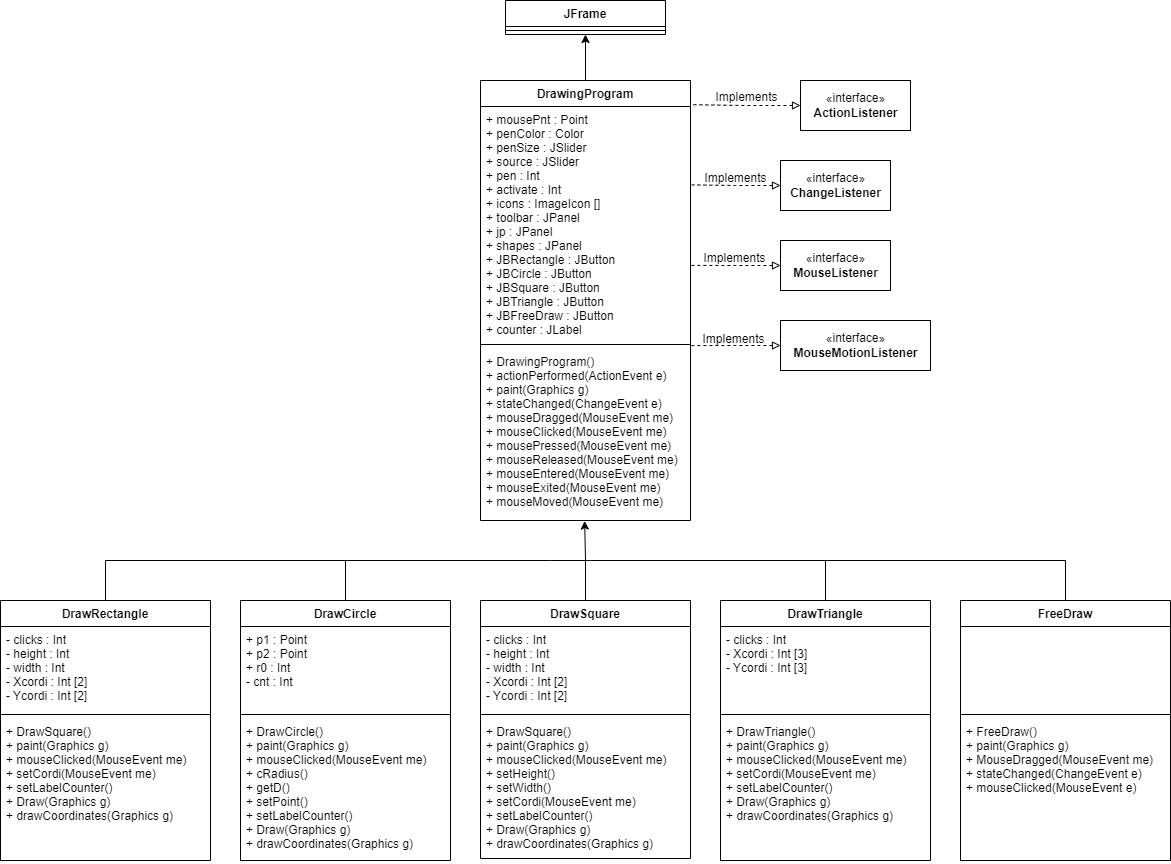 JFrame
DrawingProgram
+ mousePnt : Point
+ penColor : Color
+ penSize : JSlider
+ source : JSlider
+ pen : Int
+ activate : Int
+ icons : ImageIcon []
+ toolbar : JPanel
+ jp : JPanel
+ shapes : JPanel
+ JBRectangle : JButton
+ JBCircle : JButton
+ JBSquare : JButton
+ JBTriangle : JButton
+ JBFreeDraw : JButton
+ counter : JLabel
+ DrawingProgram()
+ actionPerformed(ActionEvent e)
+ paint(Graphics g)
+ stateChanged(ChangeEvent e)
+ mouseDragged(MouseEvent me)
+ mouseClicked(MouseEvent me)
+ mousePressed(MouseEvent me)
+ mouseReleased(MouseEvent me)
+ mouseEntered(MouseEvent me)
+ mouseExited(MouseEvent me)
+ mouseMoved(MouseEvent me)
Implements
«interface»
ActionListener
Implements
«interface»
ChangeListener
Implements
«interface»
MouseListener
Implements
«interface»
MouseMotionListener
DrawRectangle
- clicks : Int
- height : Int
- width : Int
- Xcordi : Int [2]
- Ycordi : Int [2]
+ DrawSquare()
+ paint(Graphics g)
+ mouseClicked(MouseEvent me)
+ setCordi(MouseEvent me)
+ setLabelCounter()
+ Draw(Graphics g)
+ drawCoordinates(Graphics g)
DrawCircle
+ p1 : Point
+ p2 : Point
+ r0 : Int
- cnt : Int
+ DrawCircle()
+ paint(Graphics g)
+ mouseClicked(MouseEvent me)
+ cRadius()
+ getD()
+ setPoint()
+ setLabelCounter()
+ Draw(Graphics g)
+ drawCoordinates(Graphics g)
DrawSquare
- clicks : Int
- height : Int
- width : Int
- Xcordi : Int [2]
- Ycordi : Int [2]
+ DrawSquare()
+ paint(Graphics g)
+ mouseClicked(MouseEvent me)
+ setHeight()
+ setWidth()
+ setCordi(MouseEvent me)
+ setLabelCounter()
+ Draw(Graphics g)
+ drawCoordinates(Graphics g)
DrawTriangle
- clicks : Int
- Xcordi : Int [3]
- Ycordi : Int [3]
+ DrawTriangle()
+ paint(Graphics g)
+ mouseClicked(MouseEvent me)
+ setCordi(MouseEvent me)
+ setLabelCounter()
+ Draw(Graphics g)
+ drawCoordinates(Graphics g)
FreeDraw
+ FreeDraw()
+ paint(Graphics g)
+ MouseDragged(MouseEvent me)
+ stateChanged(ChangeEvent e)
+ mouseClicked(MouseEvent e)